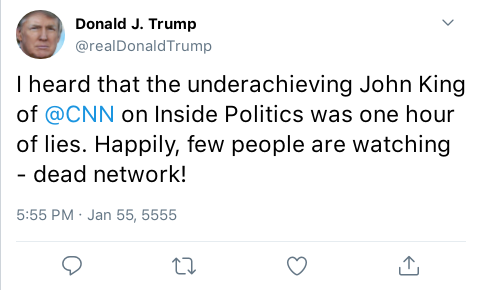 Donald J. Trump
@realDonaldTrump
I heard that the underachieving John King
of @CNN on Inside Politics was one hour
of lies. Happily, few people are watching
- dead network!
5:55 PM · Jan 55, 5555